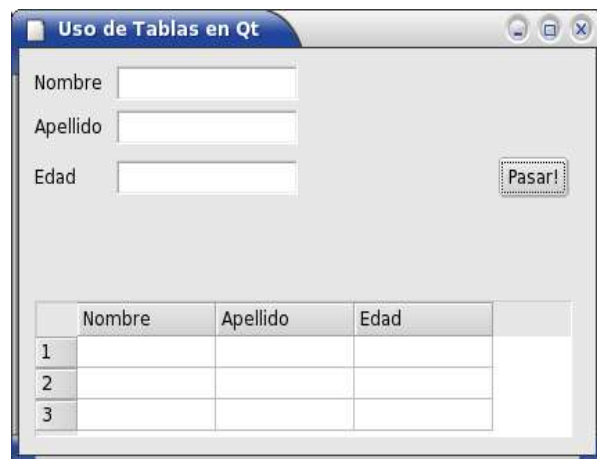 Uso de Tablas en Qt
Nombre
Apellido
Edad
Pasar!
Nombre Apellido Edad
1
2
3